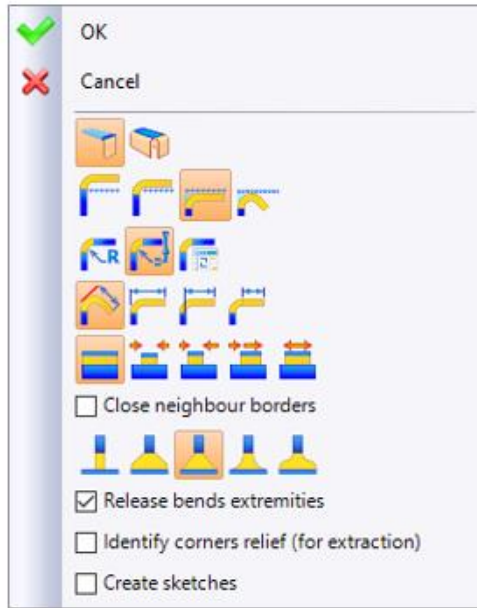 OK
Cancel
R
Close neighbour borders
Release bends extremities
Identify corners relief (for extraction)
Create sketches